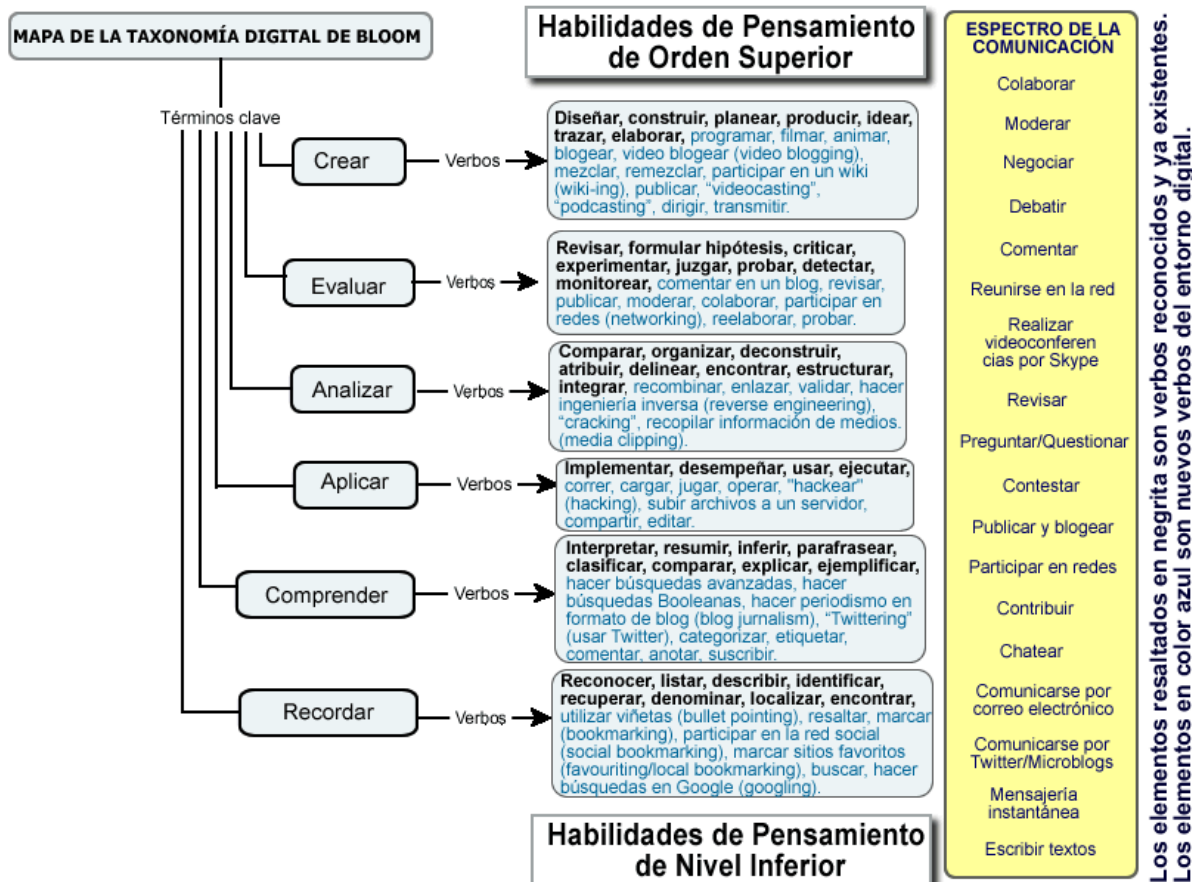 MAPA DE LA TAXONOMÍA DIGITAL DE BLOOM
Términos clave
Habilidades de Pensamiento
de Orden Superior
Crear
Verbos
Diseñar, construir, planear, producir, idear,
trazar, elaborar, programar, filmar, animar,
blogear, video blogear (video blogging),
mezclar, remezclar, participar en un wiki
(wiki-ing), publicar, “videocasting”,
“podcasting”, dirigir, transmitir.
Evaluar
Verbos
Revisar, formular hipótesis, criticar,
experimentar, juzgar, probar, detectar,
monitorear, comentar en un blog, revisar,
publicar, moderar, colaborar, participar en
redes (networking), reelaborar, probar.
Analizar
Verbos
Comparar, organizar, deconstruir,
atribuir, delinear, encontrar, estructurar,
integrar, recombinar, enlazar, validar, hacer
ingeniería inversa (reverse engineering),
“cracking”, recopilar información de medios.
(media clipping).
Aplicar
Verbos
Implementar, desempeñar, usar, ejecutar,
correr, cargar, jugar, operar, "hackear"
(hacking), subir archivos a un servidor,
compartir, editar.
Comprender
Verbos
Interpretar, resumir, inferir, parafrasear,
clasificar, comparar, explicar, ejemplificar,
hacer búsquedas avanzadas, hacer
búsquedas Booleanas, hacer periodismo en
formato de blog (blog jurnalism), “Twittering”
(usar Twitter), categorizar, etiquetar,
comentar, anotar, suscribir.
Recordar
Verbos
Reconocer, listar, describir, identificar,
recuperar, denominar, localizar, encontrar,
utilizar viñetas (bullet pointing), resaltar, marcar
(bookmarking), participar en la red social
(social bookmarking), marcar sitios favoritos
(favouriting/local bookmarking), buscar, hacer
búsquedas en Google (googling).
Habilidades de Pensamiento
de Nivel Inferior
ESPECTRO DE LA
COMUNICACIÓN
Colaborar
Moderar
Negociar
Debatir
Comentar
Reunirse en la red
Realizar
videoconferen
cias por Skype
Revisar
Preguntar/Questionar
Contestar
Publicar y blogear
Participar en redes
Contribuir
Chatear
Comunicarse por
correo electrónico
Comunicarse por
Twitter/Microblogs
Mensajería
instantánea
Escribir textos
Los elementos resaltados en negrita son verbos reconocidos y ya existentes.
Los elementos en color azul son nuevos verbos del entorno digital.